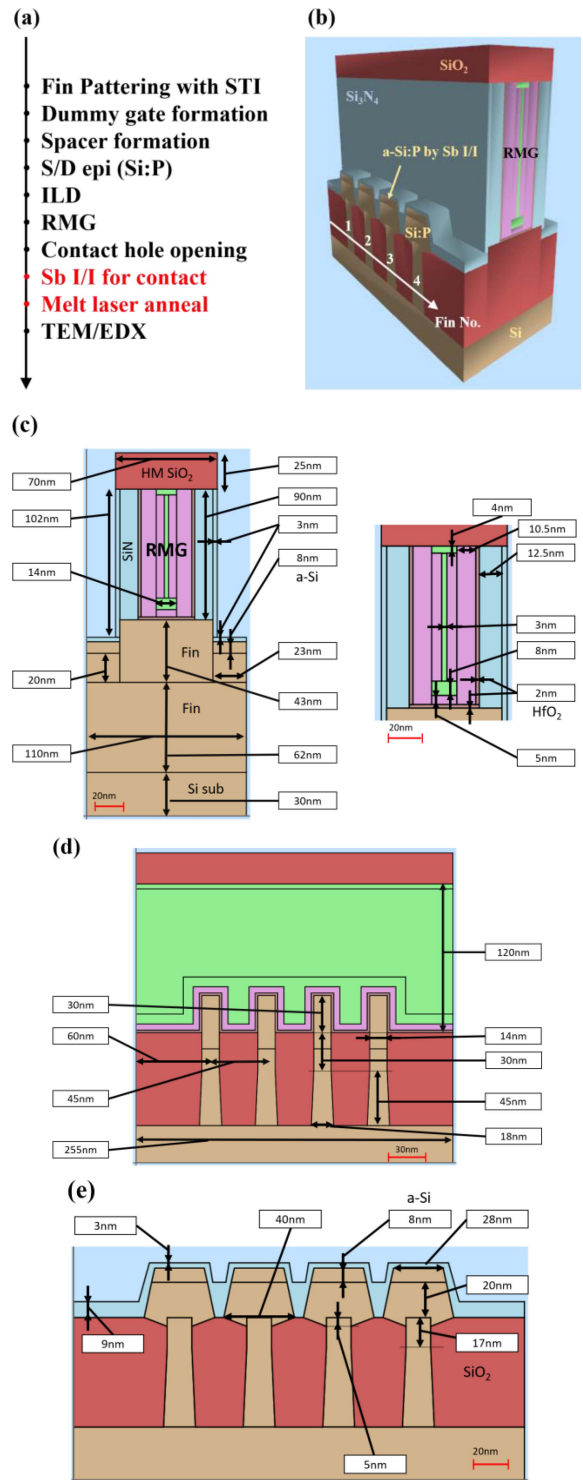 (a)
Fin Pattering with STI
Dummy gate formation
Spacer formation
S/D epi (Si:P)
ILD
RMG
Contact hole opening
Sb I/I for contact
Melt laser anneal
TEM/EDX
(b)
SiO2
Si3N4
a-Si:P by Sb I/I
RMG
Si:P
1
2
3
4
Fin No.
Si
(c)
70nm
HM SiO2
25nm
102nm
90nm
SiN
RMG
3nm
14nm
8nm
a-Si
20nm
Fin
23nm
43nm
Fin
110nm
62nm
Si sub
20nm
30nm
4nm
10.5nm
12.5nm
3nm
8nm
2nm
HfO2
20nm
5nm
(d)
120nm
30nm
60nm
14nm
30nm
45nm
45nm
18nm
255nm
30nm
(e)
a-Si
3nm
40nm
8nm
28nm
20nm
9nm
17nm
SiO2
5nm
20nm